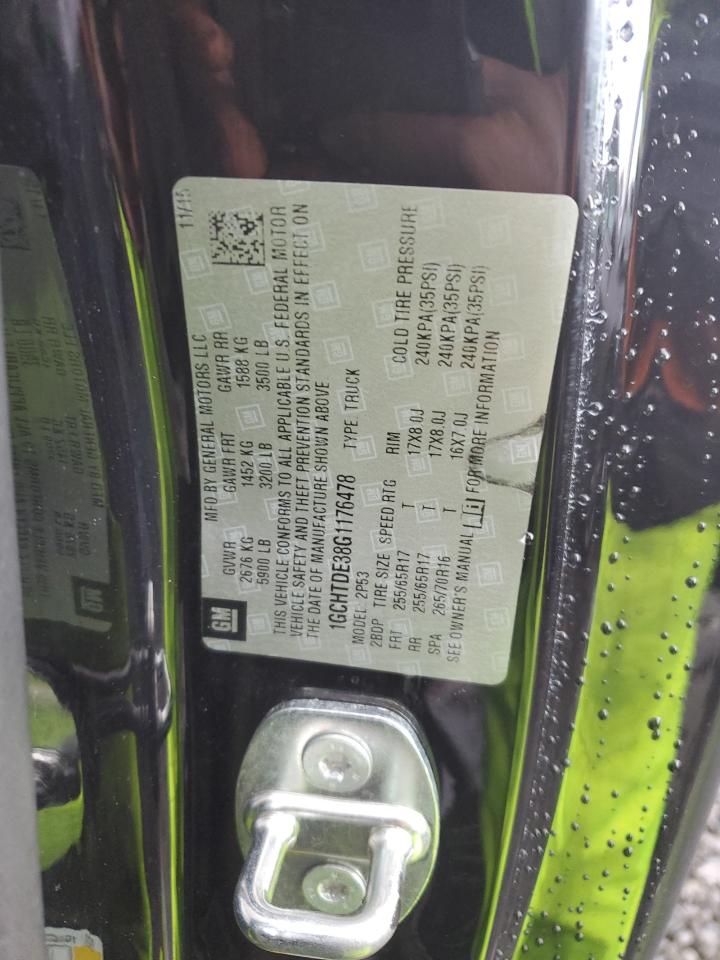 GM
MFD BY GENERAL MOTORS LLC
11/15
GVWR GAWR FRT GAWR RR
2676 KG 1452 KG 1588 KG
5900 LB 3200 LB 3500 LB
THIS VEHICLE CONFORMS TO ALL APPLICABLE U.S. FEDERAL MOTOR
VEHICLE SAFETY AND THEFT PREVENTION STANDARDS IN EFFECT ON
THE DATE OF MANUFACTURE SHOWN ABOVE
1GCHTDE38G1176478
MODEL: 2P53 TYPE: TRUCK
2BDP TIRE SIZE SPEED RTG RIM COLD TIRE PRESSURE
FRT 255/65R17 T 17X8.0J 240KPA(35PSI)
RR 255/65R17 T 17X8.0J 240KPA(35PSI)
SPA 265/70R16 T 16X7.0J 240KPA(35PSI)
SEE OWNER'S MANUAL FOR MORE INFORMATION